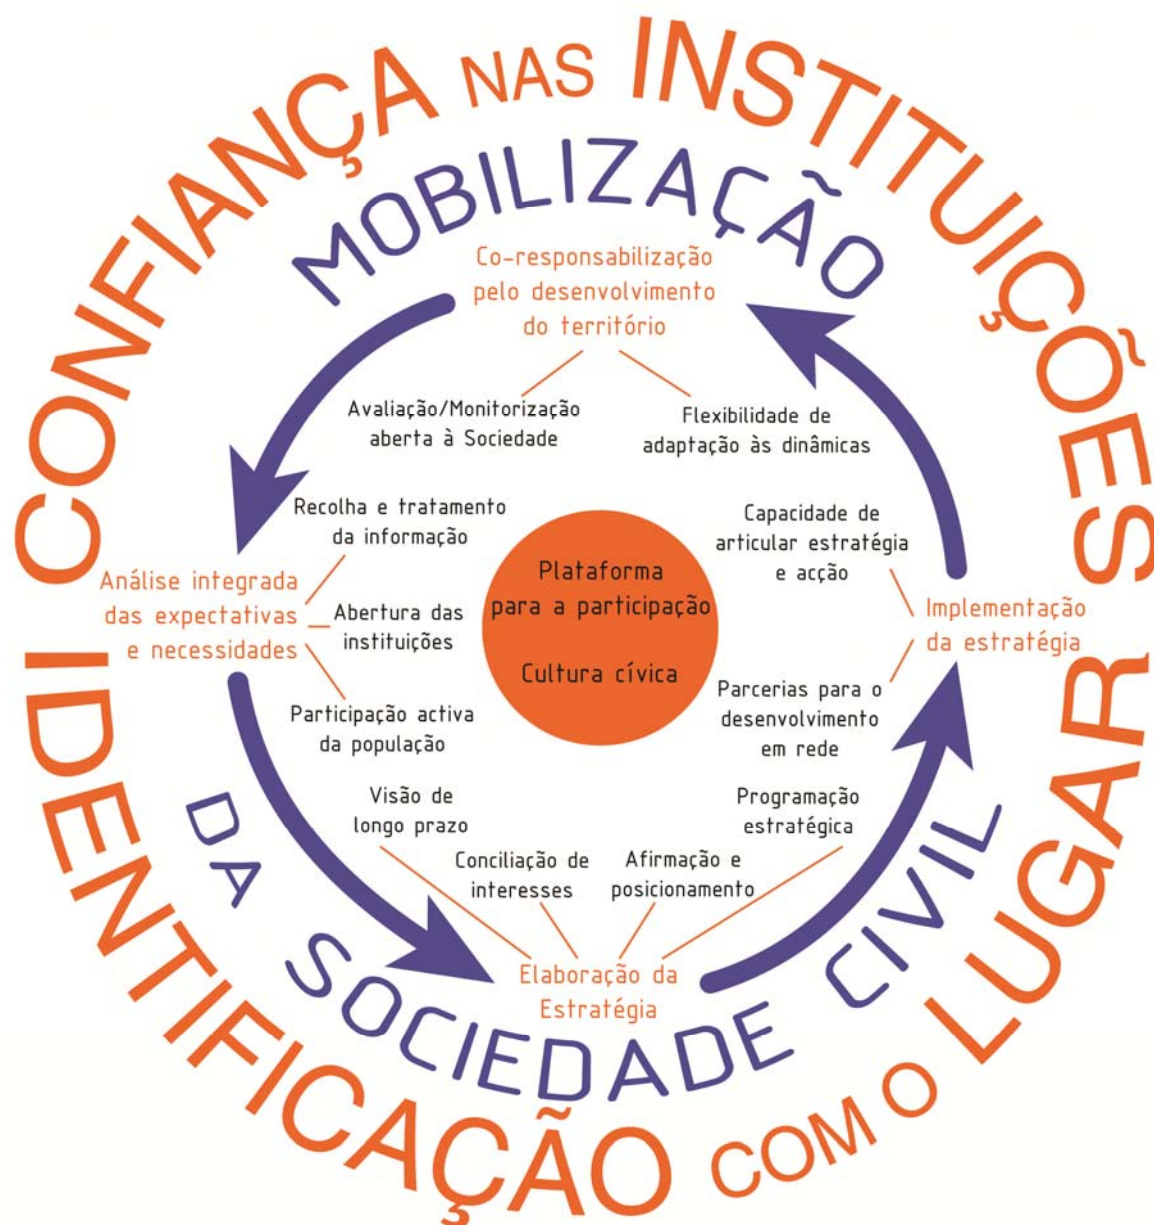 CONFIANÇA NAS INSTITUIÇÕES
MOBILIZAÇÃO
Co-responsabilização
pelo desenvolvimento
do território
Avaliação/Monitorização
aberta à Sociedade
Flexibilidade de
adaptação às dinâmicas
Recolha e tratamento
da informação
Capacidade de
articular estratégia
e acção
Análise integrada
das expectativas
e necessidades
Abertura das
instituições
Plataforma
para a participação
Cultura cívica
Implementação
da estratégia
Participação activa
da população
Parcerias para o
desenvolvimento
em rede
Visão de
longo prazo
Programação
estratégica
Conciliação de
interesses
Afirmação e
posicionamento
Elaboração da
Estratégia
DA SOCIEDADE CIVIL
IDENTIFICAÇÃO COM O LUGAR